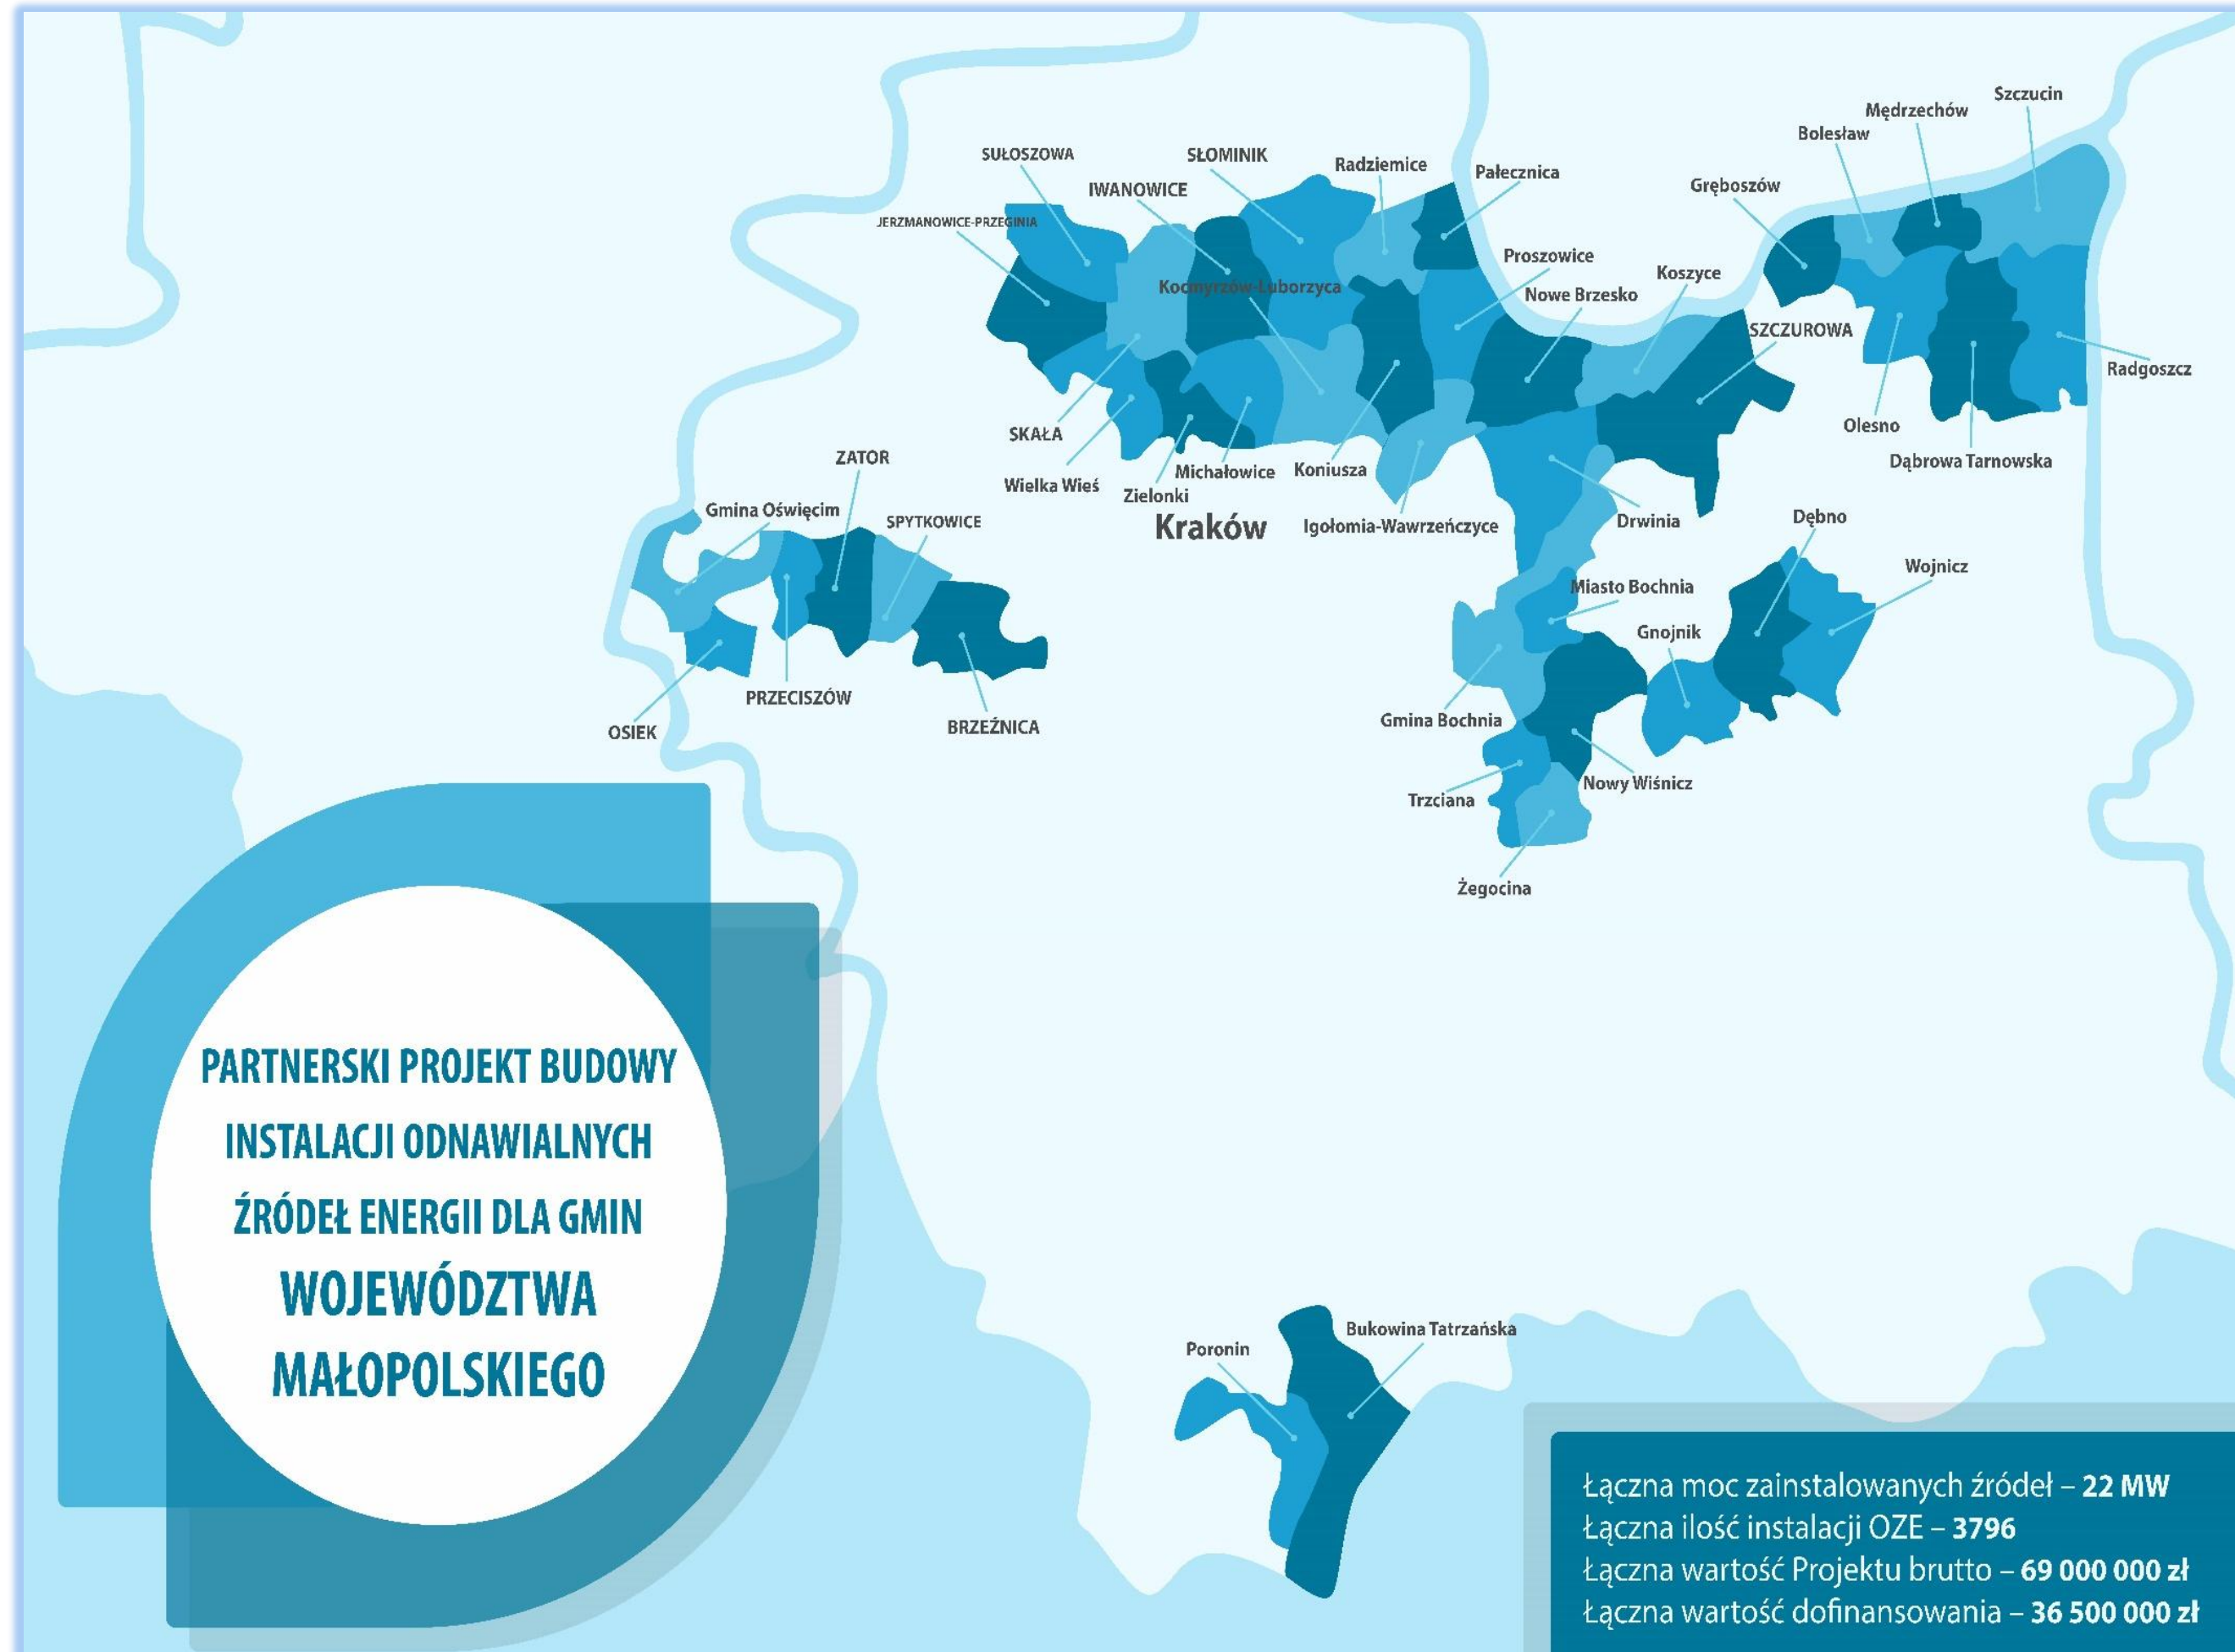 Szczucin
Mędrzechów
Bolesław
SUŁOSZOWA
SŁOMINIK
Radziemice
Pałecznica
IWANOWICE
Gręboszów
JERZMANOWICE-PRZEGINIA
Proszowice
Koszyce
Kocmyrzów-Luborzyca
Nowe Brzesko
SZCZUROWA
Radgoszcz
SKAŁA
Olesno
ZATOR
Dąbrowa Tarnowska
Wielka Wieś
Michałowice
Koniusza
Zielonki
Gmina Oświęcim
SPYTKOWICE
Kraków
Igołomia-Wawrzeńczyce
Drwinia
Dębno
Wojnicz
Miasto Bochnia
Gnojnik
PRZECISZÓW
OSIEK
BRZEŹNICA
Gmina Bochnia
Nowy Wiśnicz
Trzciana
Żegocina
PARTNERSKI PROJEKT BUDOWY
INSTALACJI ODNAWIALNYCH
ŹRÓDEŁ ENERGII DLA GMIN
WOJEWÓDZTWA
MAŁOPOLSKIEGO
Poronin
Bukowina Tatrzańska
Łączna moc zainstalowanych źródeł – 22 MW
Łączna ilość instalacji OZE – 3796
Łączna wartość Projektu brutto – 69 000 000 zł
Łączna wartość dofinansowania – 36 500 000 zł